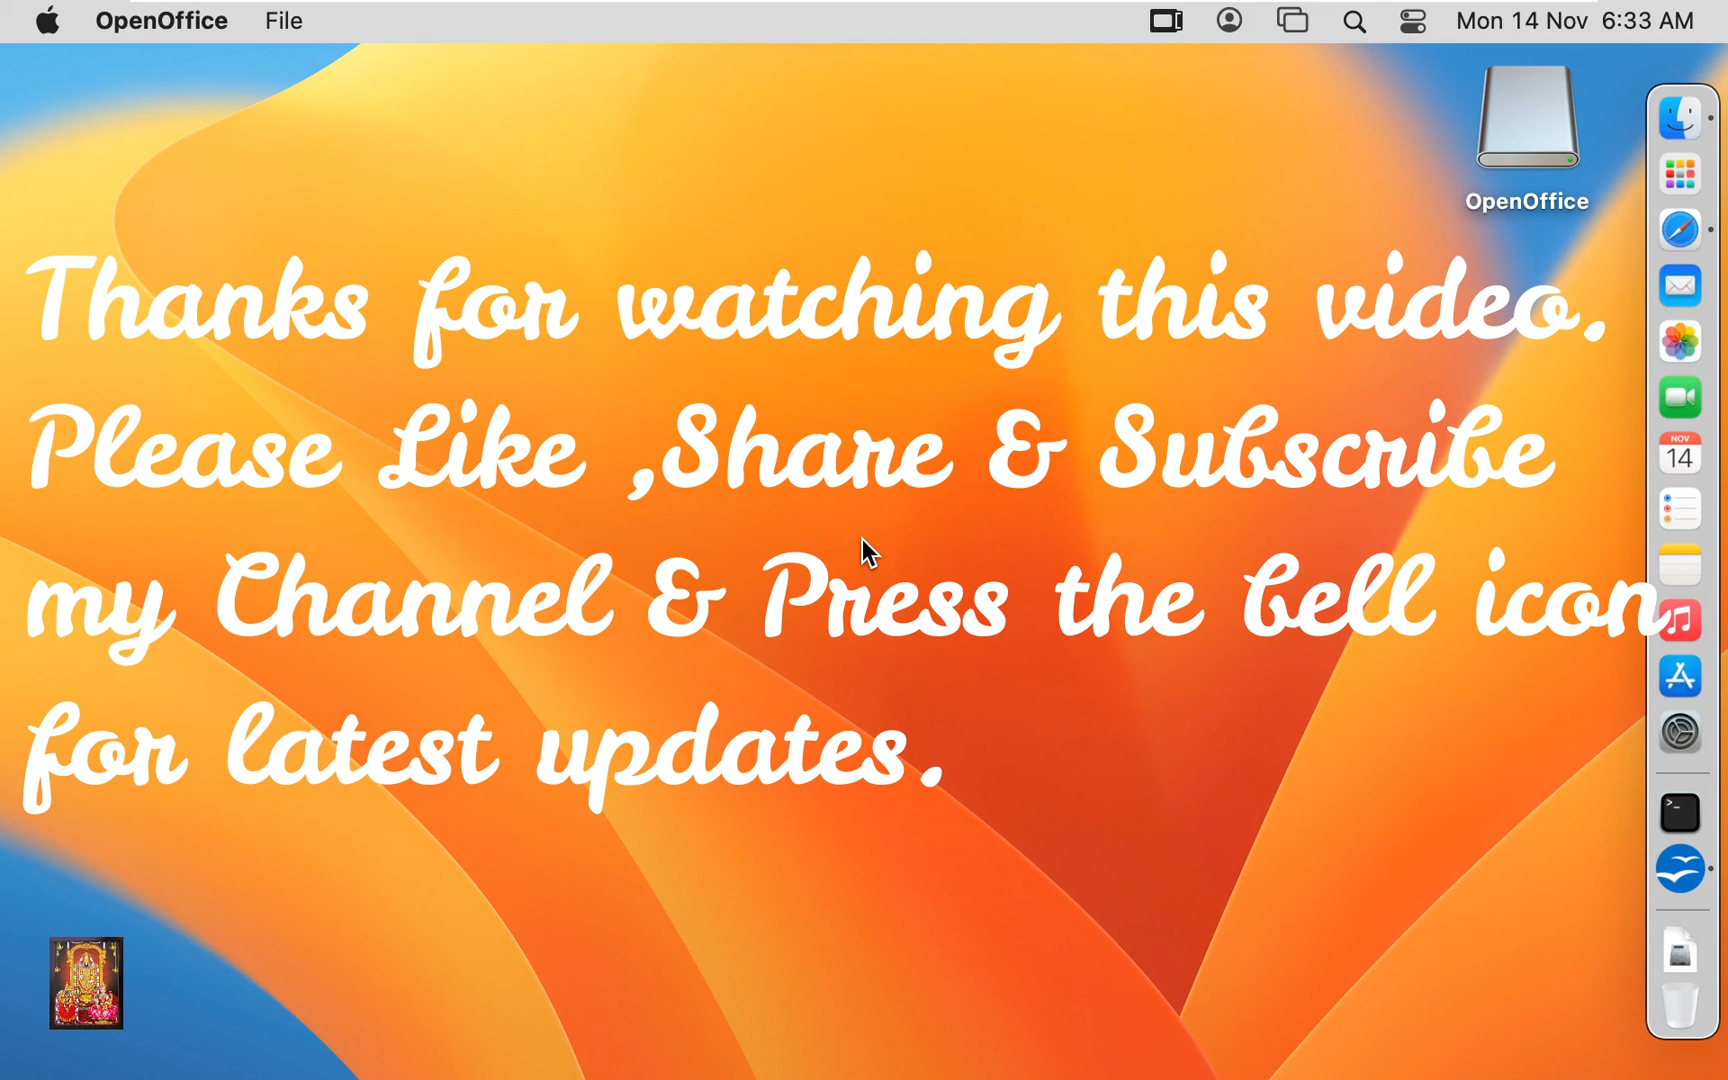 OpenOffice File Mon 14 Nov 6:33 AM
OpenOffice
Thanks for watching this video.
Please Like ,Share & Subscribe
my Channel & Press the bell icon
for latest updates.
NOV
14